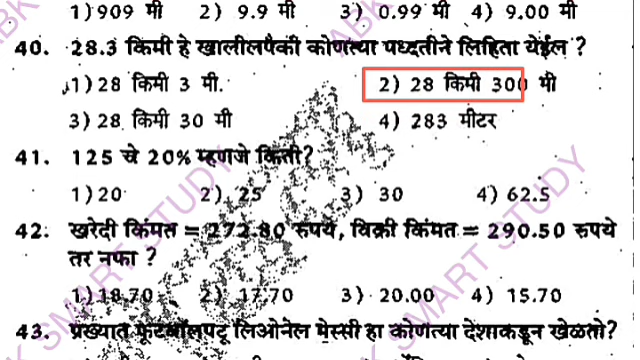 1) 909 मी 2) 9.9 मी 3) 0.99 मी 4) 9.00 मी
40. 28.3 किमी हे खालीलपैकी कोणत्या पध्दतीने लिहिता येईल ?
1) 28 किमी 3 मी. 2) 28 किमी 300 मी
3) 28 किमी 30 मी 4) 283 मीटर
41. 125 चे 20% म्हणजे किती?
1) 20 2) 25 3) 30 4) 62.5
42. खरेदी किंमत = 272.80 रुपये, विक्री किंमत = 290.50 रुपये
तर नफा ?
1) 18.70 2) 17.70 3) 20.00 4) 15.70
43. प्रख्यात फूटबॉलपटू लिओनेल मेस्सी हा कोणत्या देशाकडून खेळतो?
ABK SMART STUDY